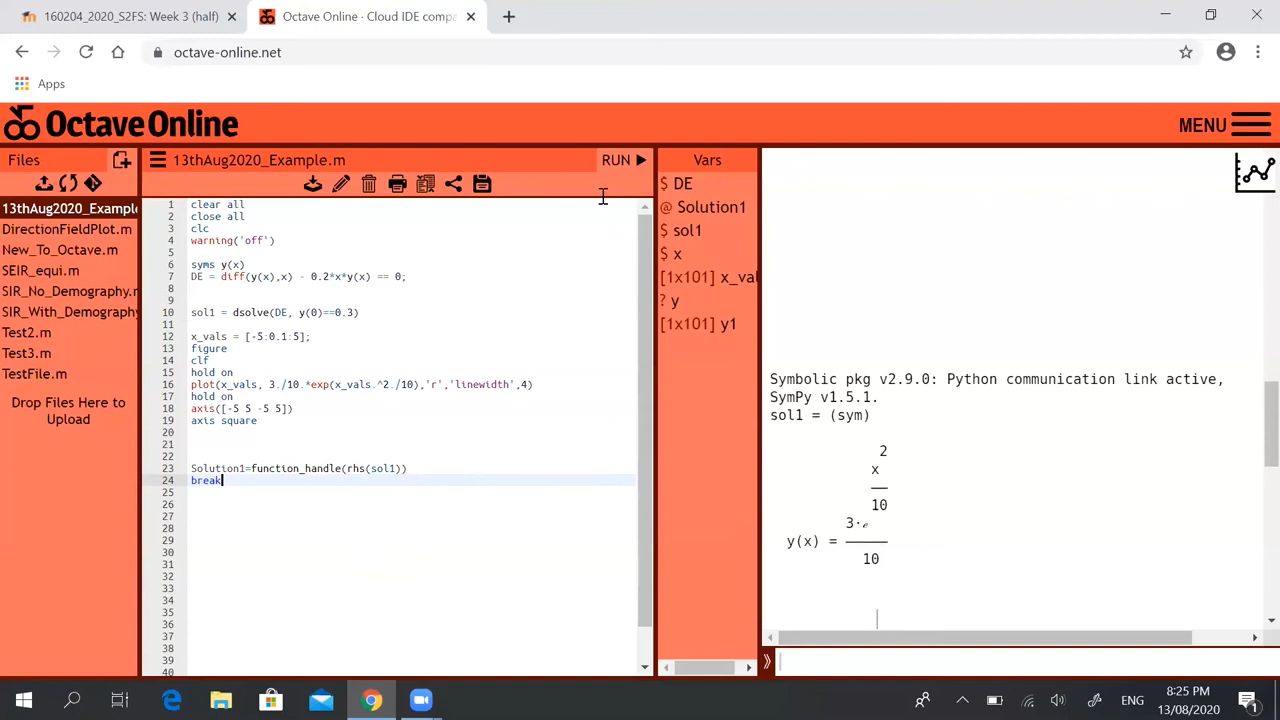 160204_2020_S2FS: Week 3 (half)
Octave Online · Cloud IDE compa
octave-online.net
Apps
Octave Online
MENU
Files
13thAug2020_Example.m
RUN
Vars
13thAug2020_Example
DirectionFieldPlot.m
New_To_Octave.m
SEIR_equi.m
SIR_No_Demography.m
SIR_With_Demography
Test2.m
Test3.m
TestFile.m
Drop Files Here to
Upload
1 clear all
2 close all
3 clc
4 warning('off')
5
6 syms y(x)
7 DE = diff(y(x),x) - 0.2*x*y(x) == 0;
8
9
10 sol1 = dsolve(DE, y(0)==0.3)
11
12 x_vals = [-5:0.1:5];
13 figure
14 clf
15 hold on
16 plot(x_vals, 3./10.*exp(x_vals.^2./10),'r','linewidth',4)
17 hold on
18 axis([-5 5 -5 5])
19 axis square
20
21
22
23 Solution1=function_handle(rhs(sol1))
24 break
25
26
27
28
29
30
31
32
33
34
35
36
37
38
39
40
$ DE
@ Solution1
$ sol1
$ x
[1x101] x_val
? y
[1x101] y1
Symbolic pkg v2.9.0: Python communication link active,
SymPy v1.5.1.
sol1 = (sym)
2
x
──
10
3·ℯ
y(x) = ─────
10
ENG
8:25 PM
13/08/2020
1